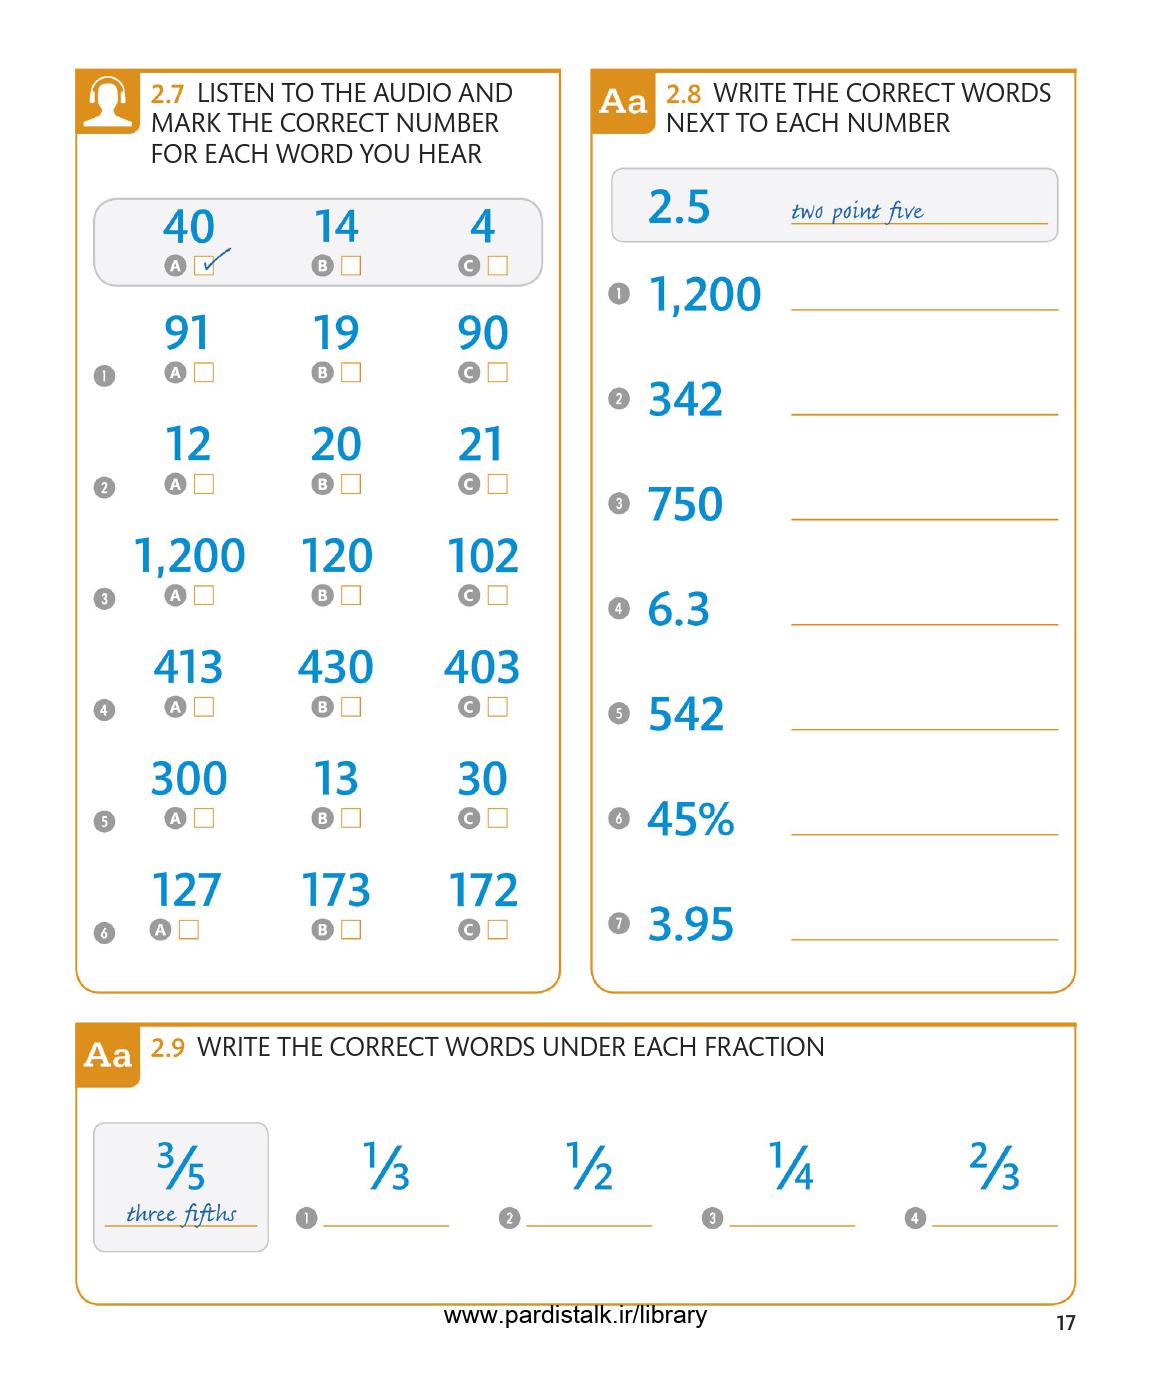 2.7 LISTEN TO THE AUDIO AND
MARK THE CORRECT NUMBER
FOR EACH WORD YOU HEAR
40 14 4
A B C
91 19 90
1 A B C
12 20 21
2 A B C
1,200 120 102
3 A B C
413 430 403
4 A B C
300 13 30
5 A B C
127 173 172
6 A B C
Aa 2.8 WRITE THE CORRECT WORDS
NEXT TO EACH NUMBER
2.5 two point five
1 1,200
2 342
3 750
4 6.3
5 542
6 45%
7 3.95
Aa 2.9 WRITE THE CORRECT WORDS UNDER EACH FRACTION
3/5 1/3 1/2 1/4 2/3
three fifths 1 2 3 4
www.pardistalk.ir/library
17